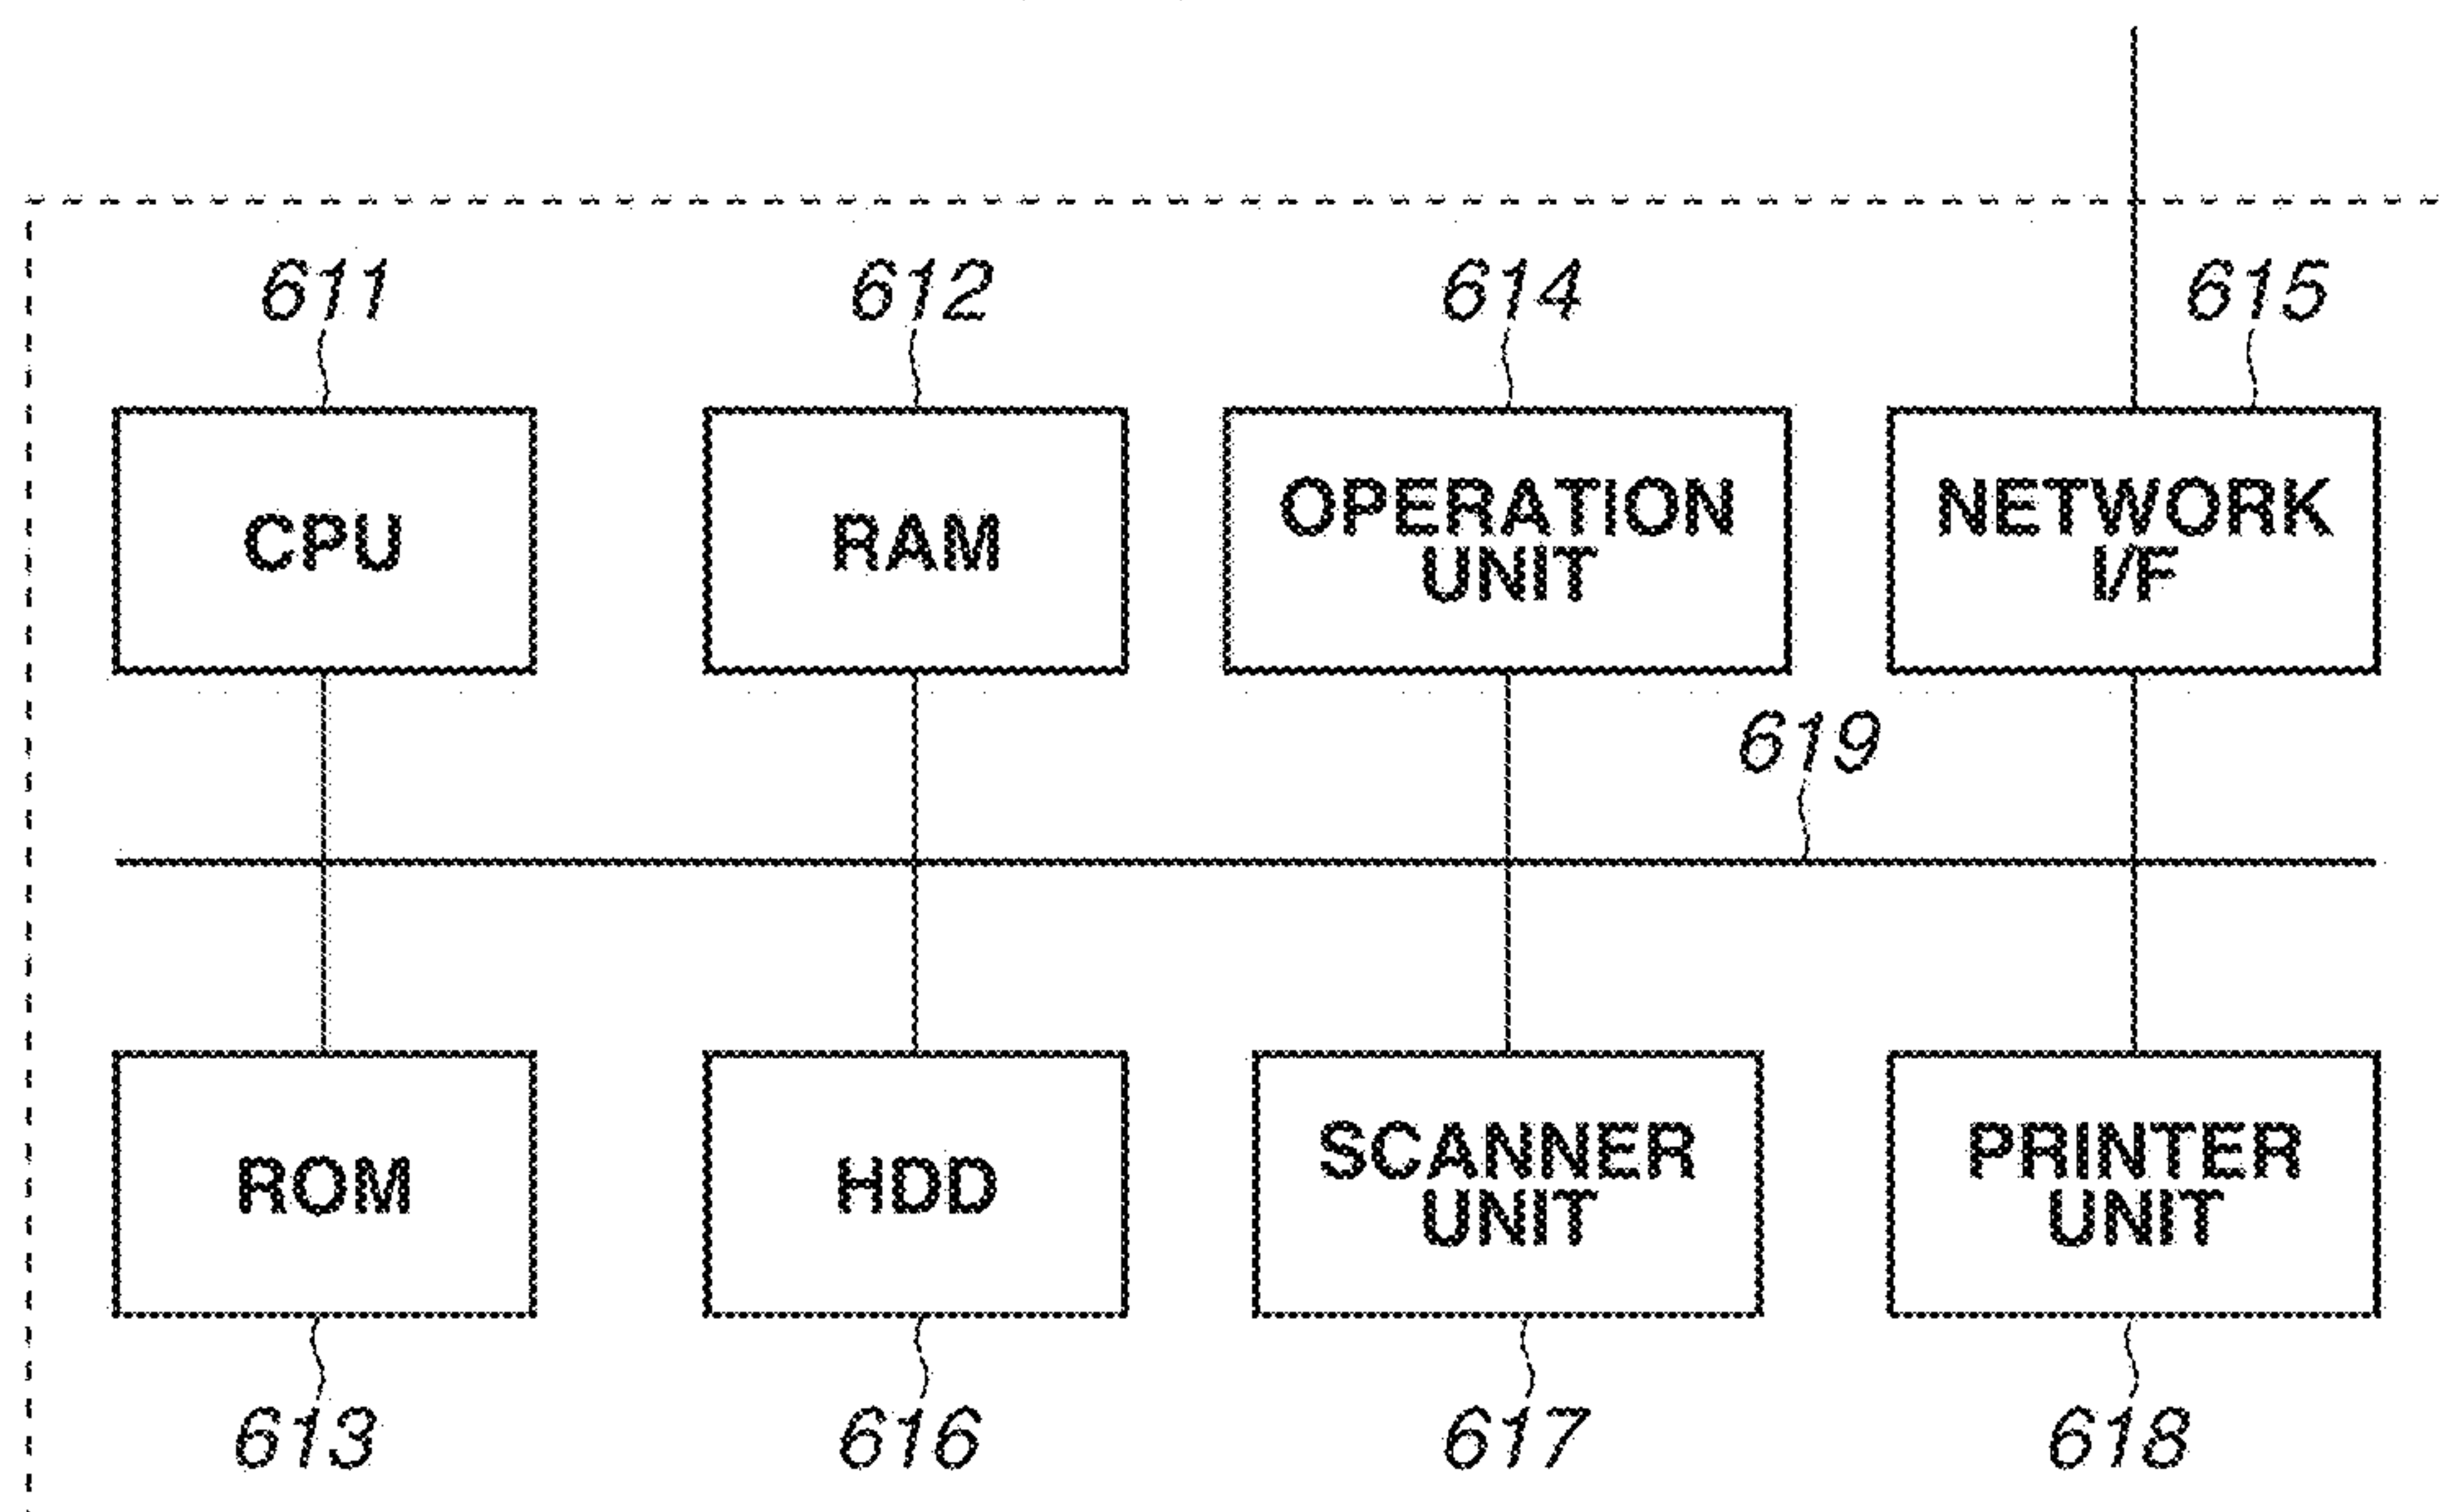 611 612 614 615
CPU RAM OPERATION UNIT NETWORK I/F
619
ROM HDD SCANNER UNIT PRINTER UNIT
613 616 617 618